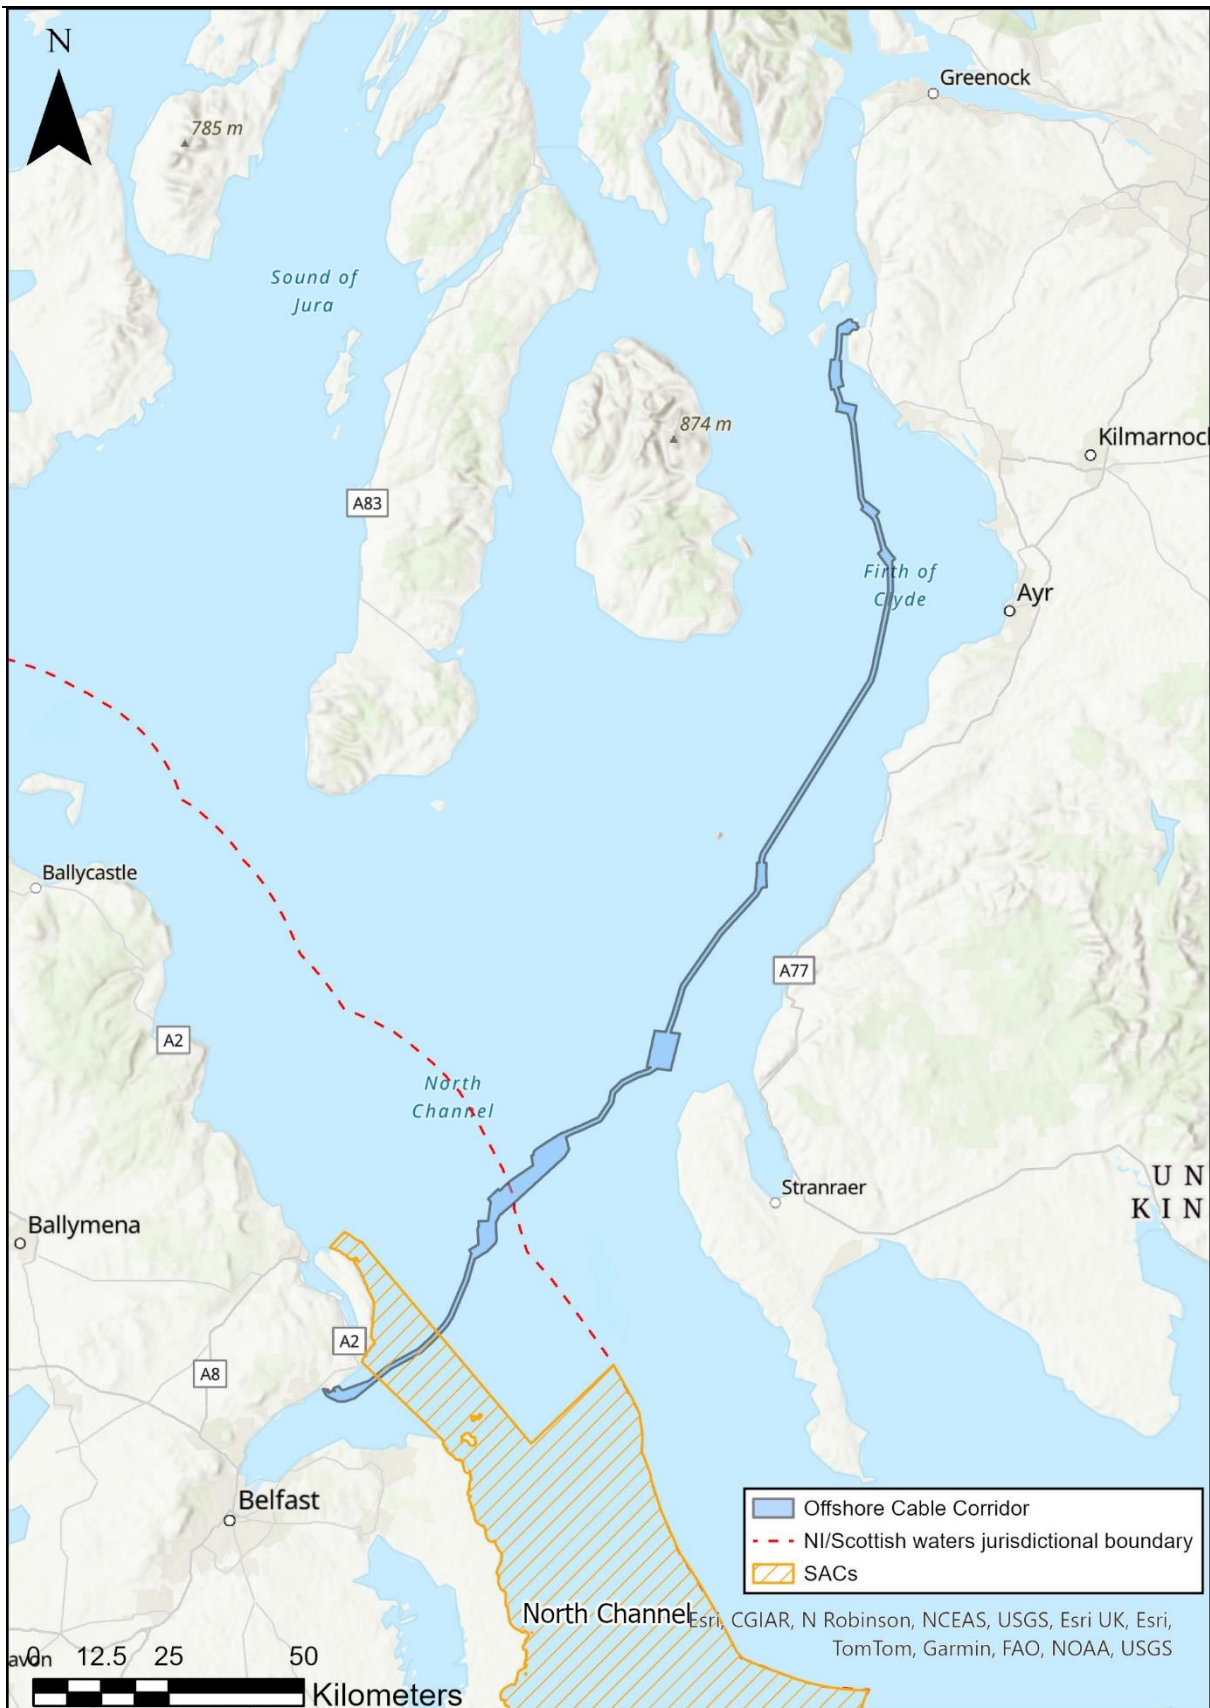 N
Greenock
785 m
Sound of
Jura
874 m
Kilmarnock
A83
Firth of
Clyde
Ayr
Ballycastle
A77
A2
North
Channel
U N
K I N
Stranraer
Ballymena
A2
A8
Belfast
Offshore Cable Corridor
NI/Scottish waters jurisdictional boundary
SACs
North Channel
Esri, CGIAR, N Robinson, NCEAS, USGS, Esri UK, Esri,
TomTom, Garmin, FAO, NOAA, USGS
avon
0 12.5 25 50
Kilometers